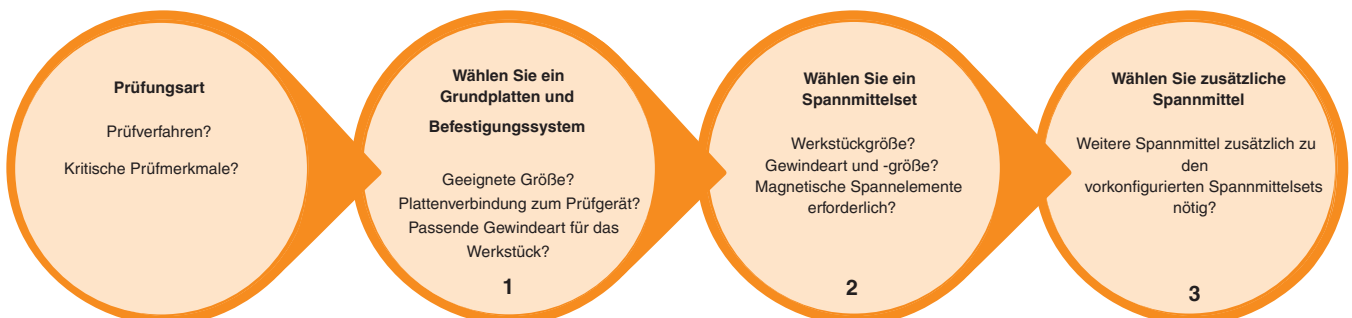 Prüfungsart
Prüfverfahren?
Kritische Prüfmerkmale?
Wählen Sie ein
Grundplatten und
Befestigungssystem
Geeignete Größe?
Plattenverbindung zum Prüfgerät?
Passende Gewindeart für das
Werkstück?
1
Wählen Sie ein
Spannmittelset
Werkstückgröße?
Gewindeart und -größe?
Magnetische Spannelemente
erforderlich?
2
Wählen Sie zusätzliche
Spannmittel
Weitere Spannmittel zusätzlich zu
den
vorkonfigurierten Spannmittelsets
nötig?
3